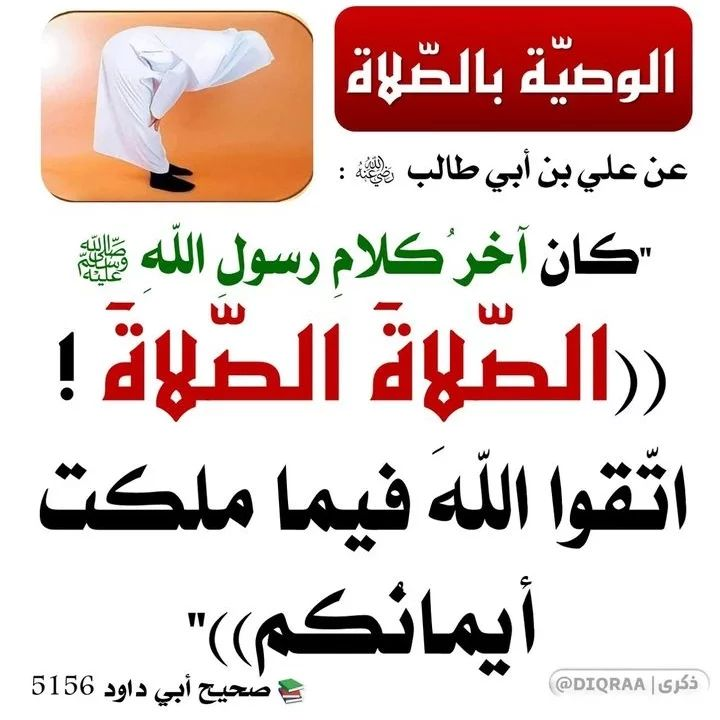 الوصيّة بالصّلاة
عن علي بن أبي طالب رضي الله عنه :
"كان آخرُ كلامِ رسولِ اللّهِ ﷺ
((الصّلاةَ الصّلاةَ !
اتّقوا اللّهَ فيما ملكت
أيمانُكم))"
صحيح أبي داود 5156
ذكرى | @DIQRAA